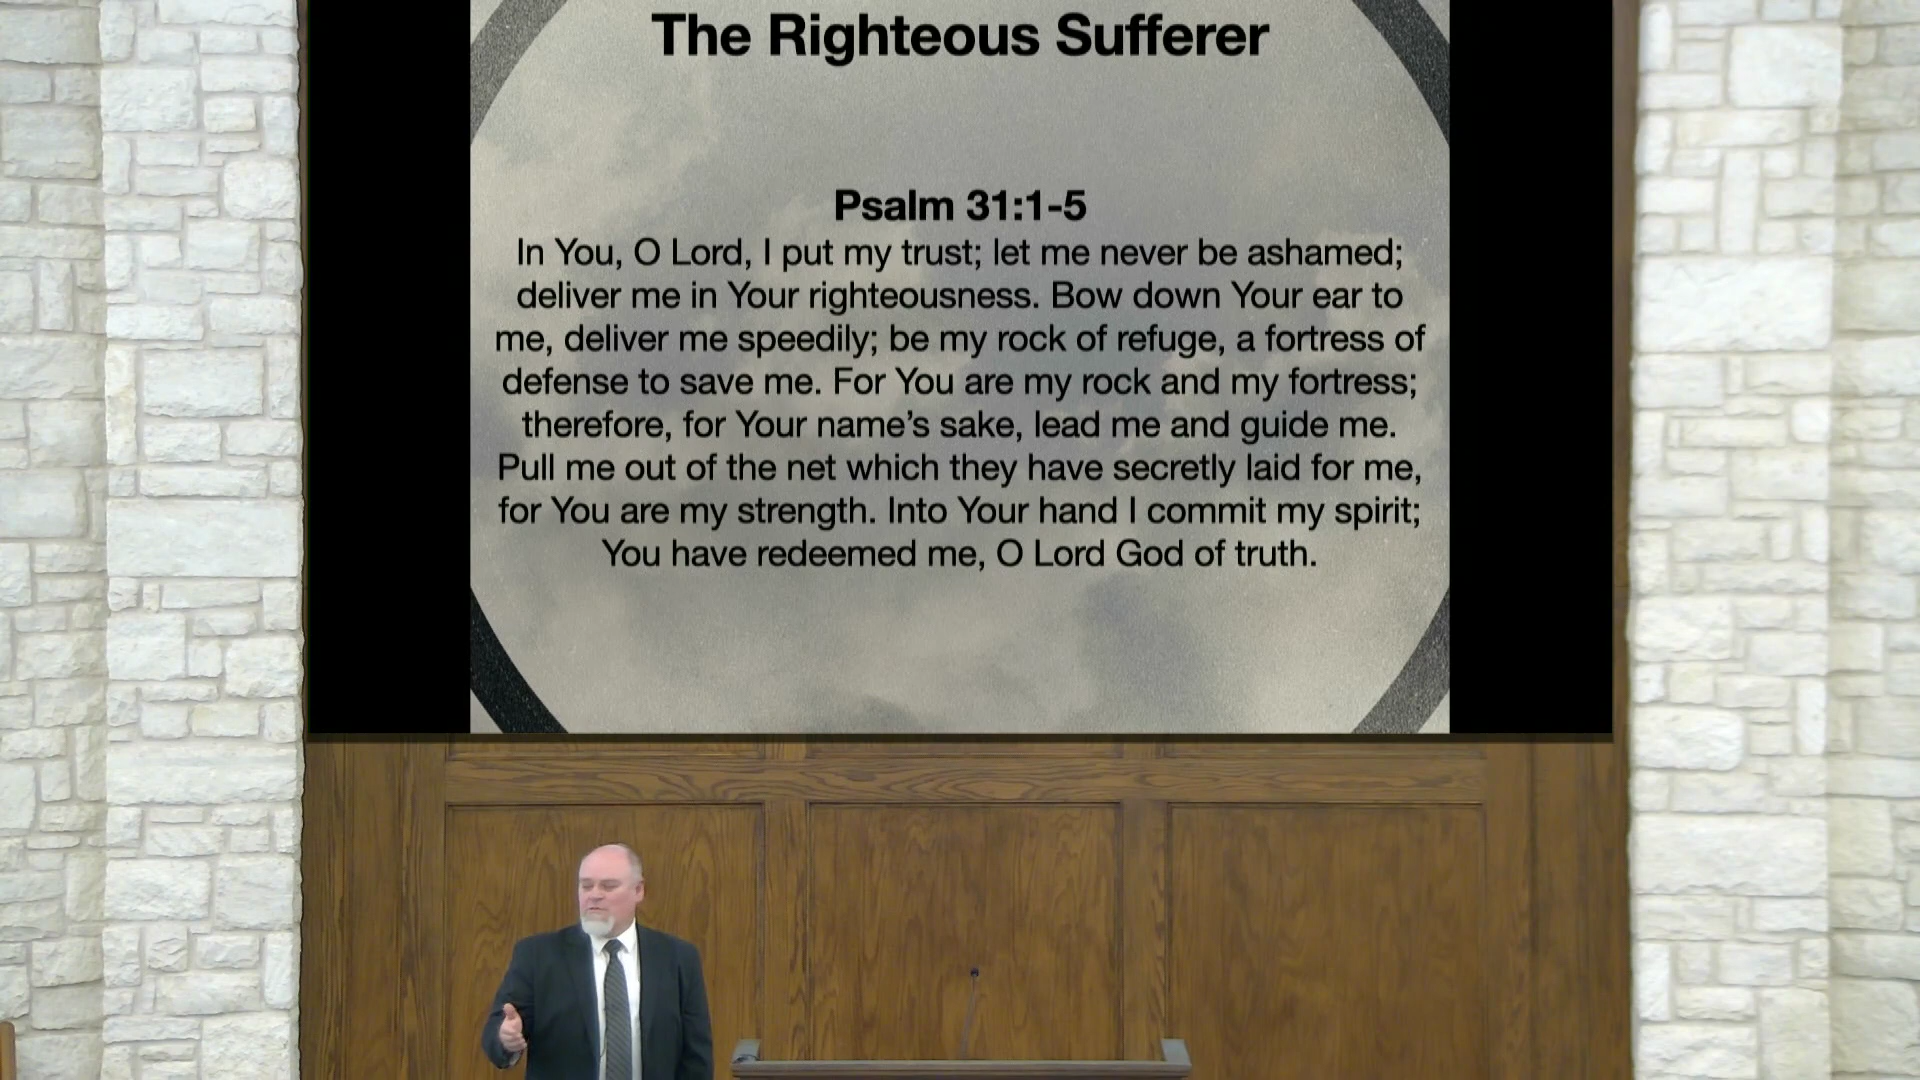 The Righteous Sufferer
Psalm 31:1-5
In You, O Lord, I put my trust; let me never be ashamed;
deliver me in Your righteousness. Bow down Your ear to
me, deliver me speedily; be my rock of refuge, a fortress of
defense to save me. For You are my rock and my fortress;
therefore, for Your name’s sake, lead me and guide me.
Pull me out of the net which they have secretly laid for me,
for You are my strength. Into Your hand I commit my spirit;
You have redeemed me, O Lord God of truth.